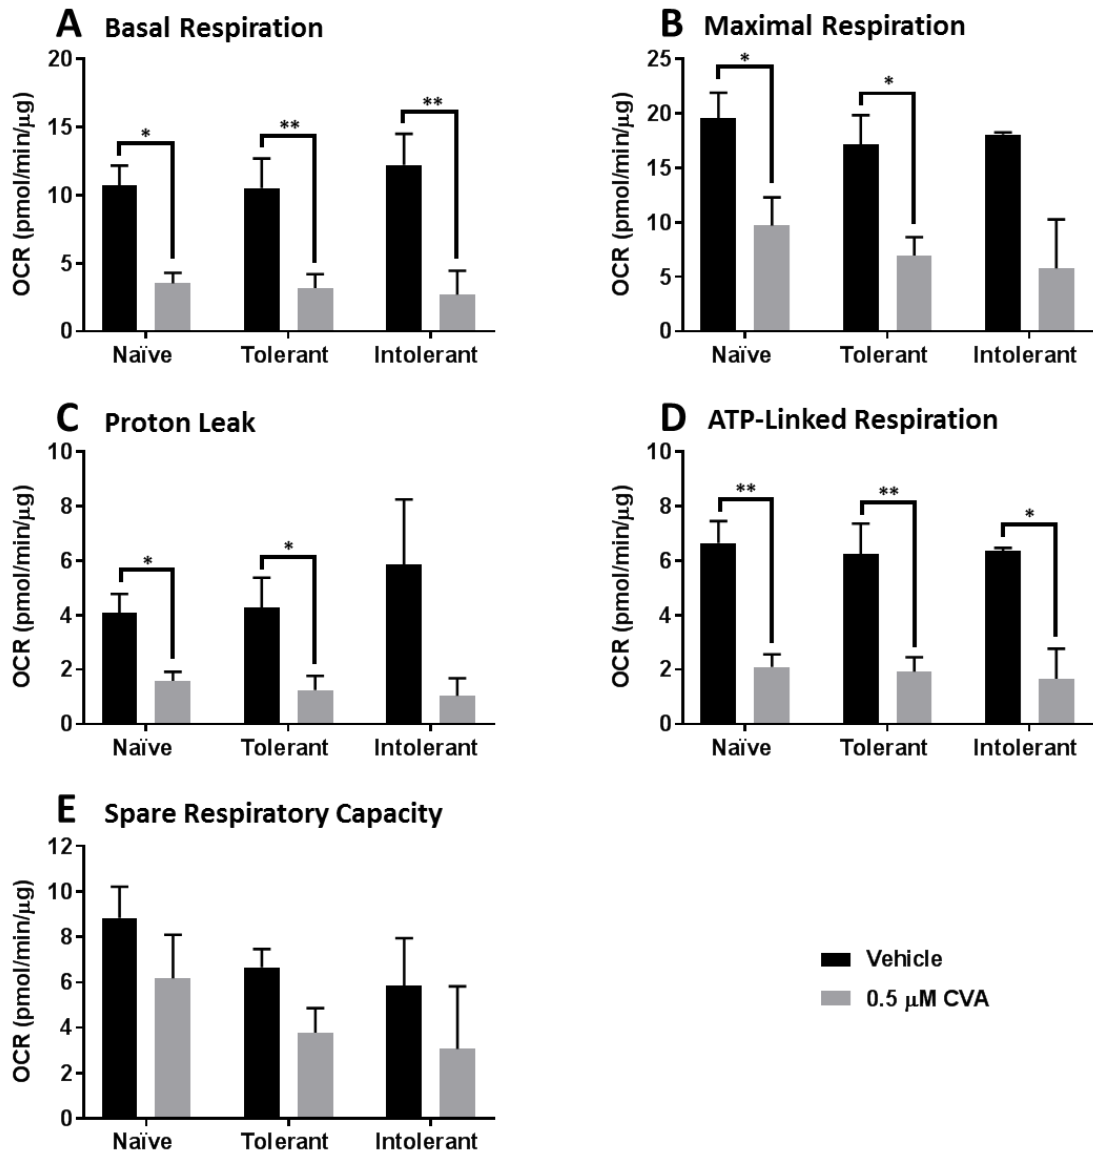 A Basal Respiration
OCR (pmol/min/µg)
20
15
10
5
0
*
**
**
Naïve Tolerant Intolerant
B Maximal Respiration
OCR (pmol/min/µg)
25
20
15
10
5
0
*
*
Naïve Tolerant Intolerant
C Proton Leak
OCR (pmol/min/µg)
10
8
6
4
2
0
*
*
Naïve Tolerant Intolerant
D ATP-Linked Respiration
OCR (pmol/min/µg)
10
8
6
4
2
0
**
**
*
Naïve Tolerant Intolerant
E Spare Respiratory Capacity
OCR (pmol/min/µg)
12
10
8
6
4
2
0
Naïve Tolerant Intolerant
Vehicle
0.5 µM CVA